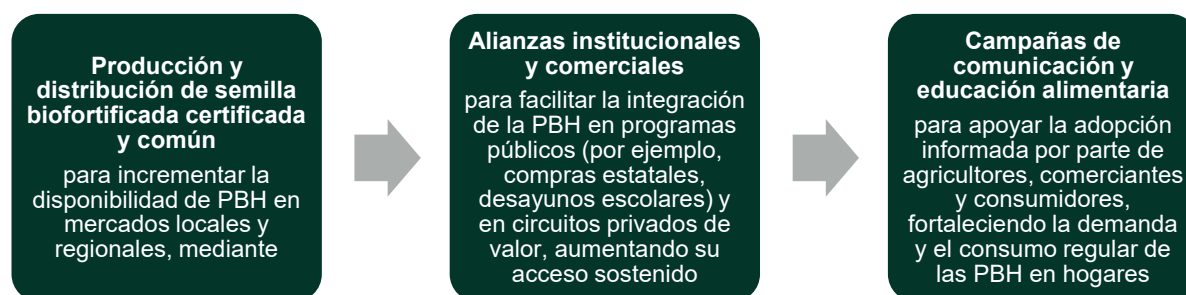 Producción y
distribución de semilla
biofortificada certificada
y común
para incrementar la
disponibilidad de PBH en
mercados locales y
regionales, mediante
Alianzas institucionales
y comerciales
para facilitar la integración
de la PBH en programas
públicos (por ejemplo,
compras estatales,
desayunos escolares) y
en circuitos privados de
valor, aumentando su
acceso sostenido
Campañas de
comunicación y
educación alimentaria
para apoyar la adopción
informada por parte de
agricultores, comerciantes
y consumidores,
fortaleciendo la demanda
y el consumo regular de
las PBH en hogares